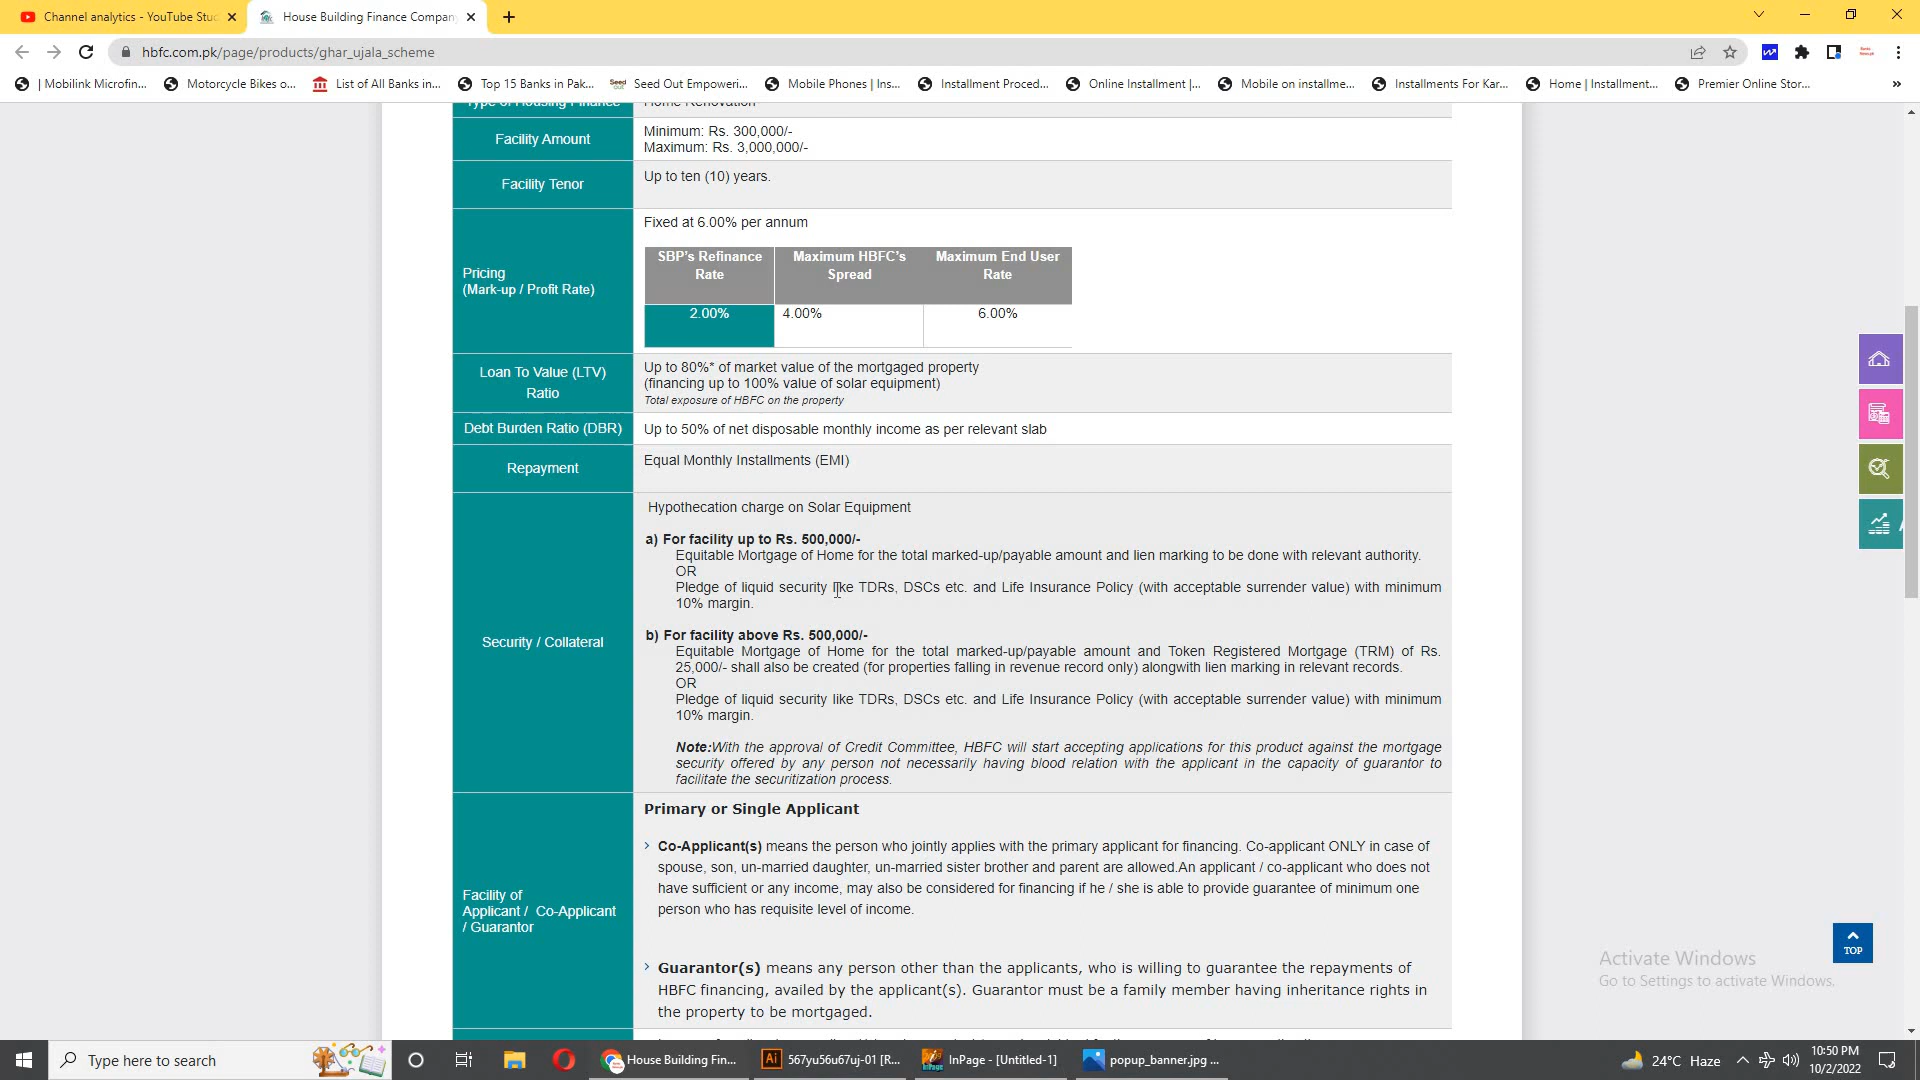 Channel analytics - YouTube Stu
House Building Finance Company
hbfc.com.pk/page/products/ghar_ujala_scheme
| Mobilink Microfin...
Motorcycle Bikes o...
List of All Banks in...
Top 15 Banks in Pak...
Seed Out Empoweri...
Mobile Phones | Ins...
Installment Proced...
Online Installment |...
Mobile on installme...
Installments For Kar...
Home | Installment...
Premier Online Stor...
»
Type of Housing Finance
Home Renovation
Facility Amount
Minimum: Rs. 300,000/-
Maximum: Rs. 3,000,000/-
Facility Tenor
Up to ten (10) years.
Pricing
(Mark-up / Profit Rate)
Fixed at 6.00% per annum
SBP's Refinance Rate
Maximum HBFC's Spread
Maximum End User Rate
2.00%
4.00%
6.00%
Loan To Value (LTV)
Ratio
Up to 80%* of market value of the mortgaged property
(financing up to 100% value of solar equipment)
Total exposure of HBFC on the property
Debt Burden Ratio (DBR)
Up to 50% of net disposable monthly income as per relevant slab
Repayment
Equal Monthly Installments (EMI)
Security / Collateral
Hypothecation charge on Solar Equipment
a) For facility up to Rs. 500,000/-
Equitable Mortgage of Home for the total marked-up/payable amount and lien marking to be done with relevant authority.
OR
Pledge of liquid security like TDRs, DSCs etc. and Life Insurance Policy (with acceptable surrender value) with minimum
10% margin.
b) For facility above Rs. 500,000/-
Equitable Mortgage of Home for the total marked-up/payable amount and Token Registered Mortgage (TRM) of Rs.
25,000/- shall also be created (for properties falling in revenue record only) alongwith lien marking in relevant records.
OR
Pledge of liquid security like TDRs, DSCs etc. and Life Insurance Policy (with acceptable surrender value) with minimum
10% margin.
Note:With the approval of Credit Committee, HBFC will start accepting applications for this product against the mortgage
security offered by any person not necessarily having blood relation with the applicant in the capacity of guarantor to
facilitate the securitization process.
Facility of
Applicant / Co-Applicant
/ Guarantor
Primary or Single Applicant
Co-Applicant(s) means the person who jointly applies with the primary applicant for financing. Co-applicant ONLY in case of
spouse, son, un-married daughter, un-married sister brother and parent are allowed.An applicant / co-applicant who does not
have sufficient or any income, may also be considered for financing if he / she is able to provide guarantee of minimum one
person who has requisite level of income.
Guarantor(s) means any person other than the applicants, who is willing to guarantee the repayments of
HBFC financing, availed by the applicant(s). Guarantor must be a family member having inheritance rights in
the property to be mortgaged.
TOP
Activate Windows
Go to Settings to activate Windows.
Type here to search
House Building Fin...
567yu56u67uj-01 [R...
InPage - [Untitled-1]
popup_banner.jpg ...
24°C Haze
10:50 PM
10/2/2022